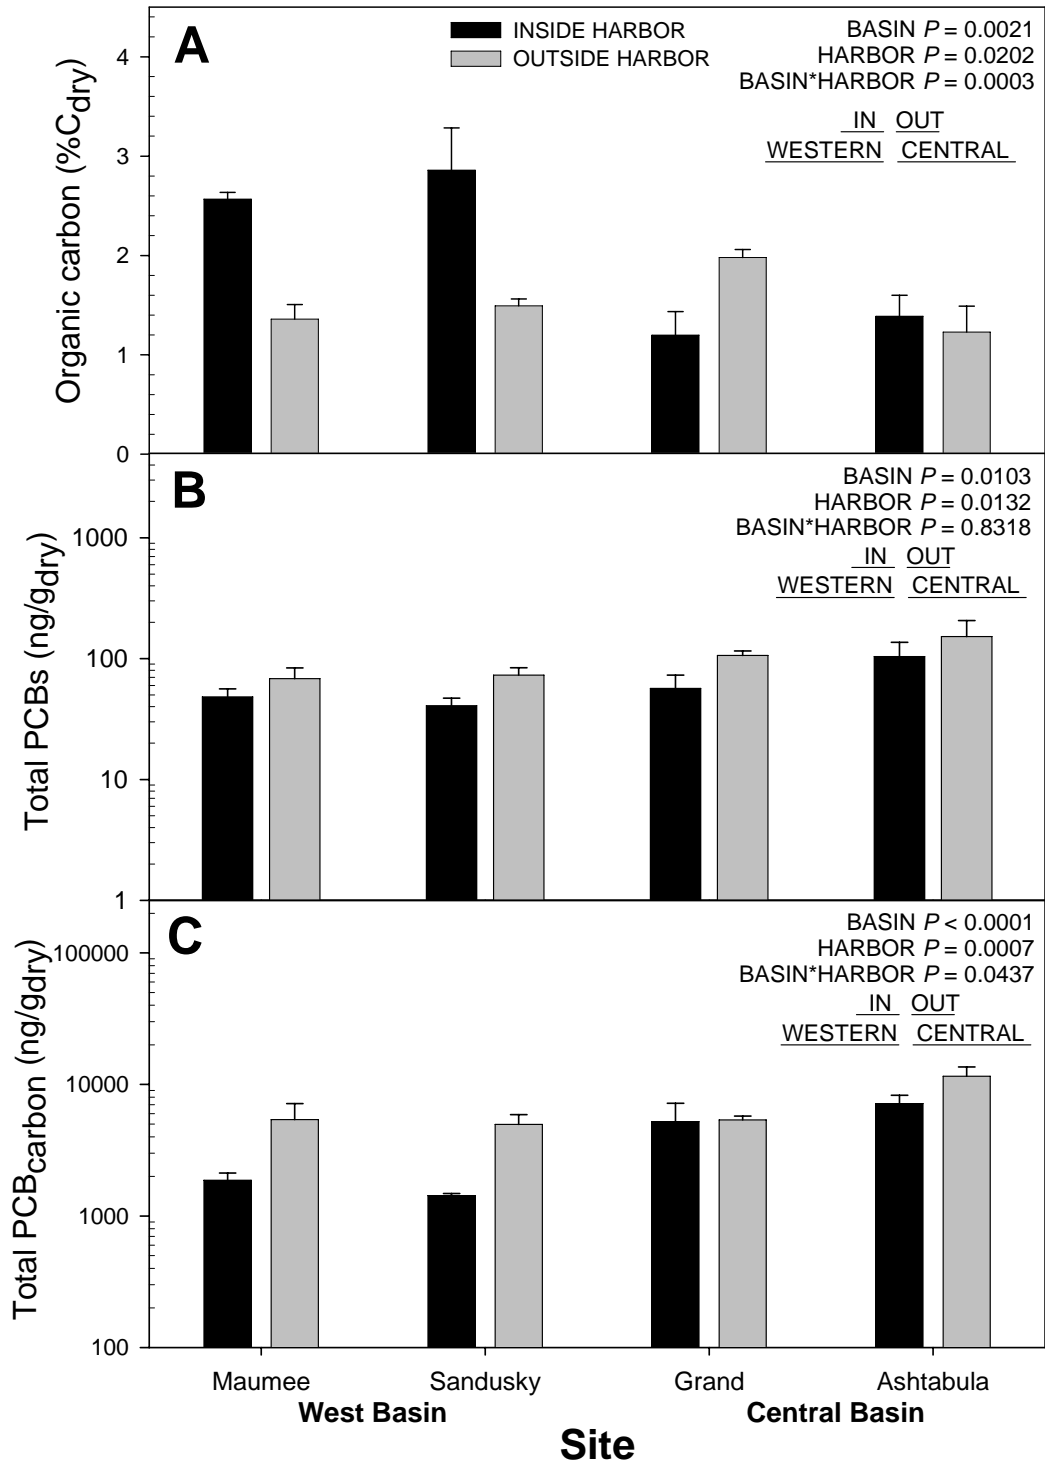 A
INSIDE HARBOR
OUTSIDE HARBOR
BASIN P = 0.0021
HARBOR P = 0.0202
BASIN*HARBOR P = 0.0003
IN OUT
WESTERN CENTRAL
Organic carbon (%Cdry)
4
3
2
1
0
B
BASIN P = 0.0103
HARBOR P = 0.0132
BASIN*HARBOR P = 0.8318
IN OUT
WESTERN CENTRAL
Total PCBs (ng/gdry)
1000
100
10
1
C
BASIN P < 0.0001
HARBOR P = 0.0007
BASIN*HARBOR P = 0.0437
IN OUT
WESTERN CENTRAL
Total PCBcarbon (ng/gdry)
100000
10000
1000
100
Maumee Sandusky Grand Ashtabula
West Basin Central Basin
Site